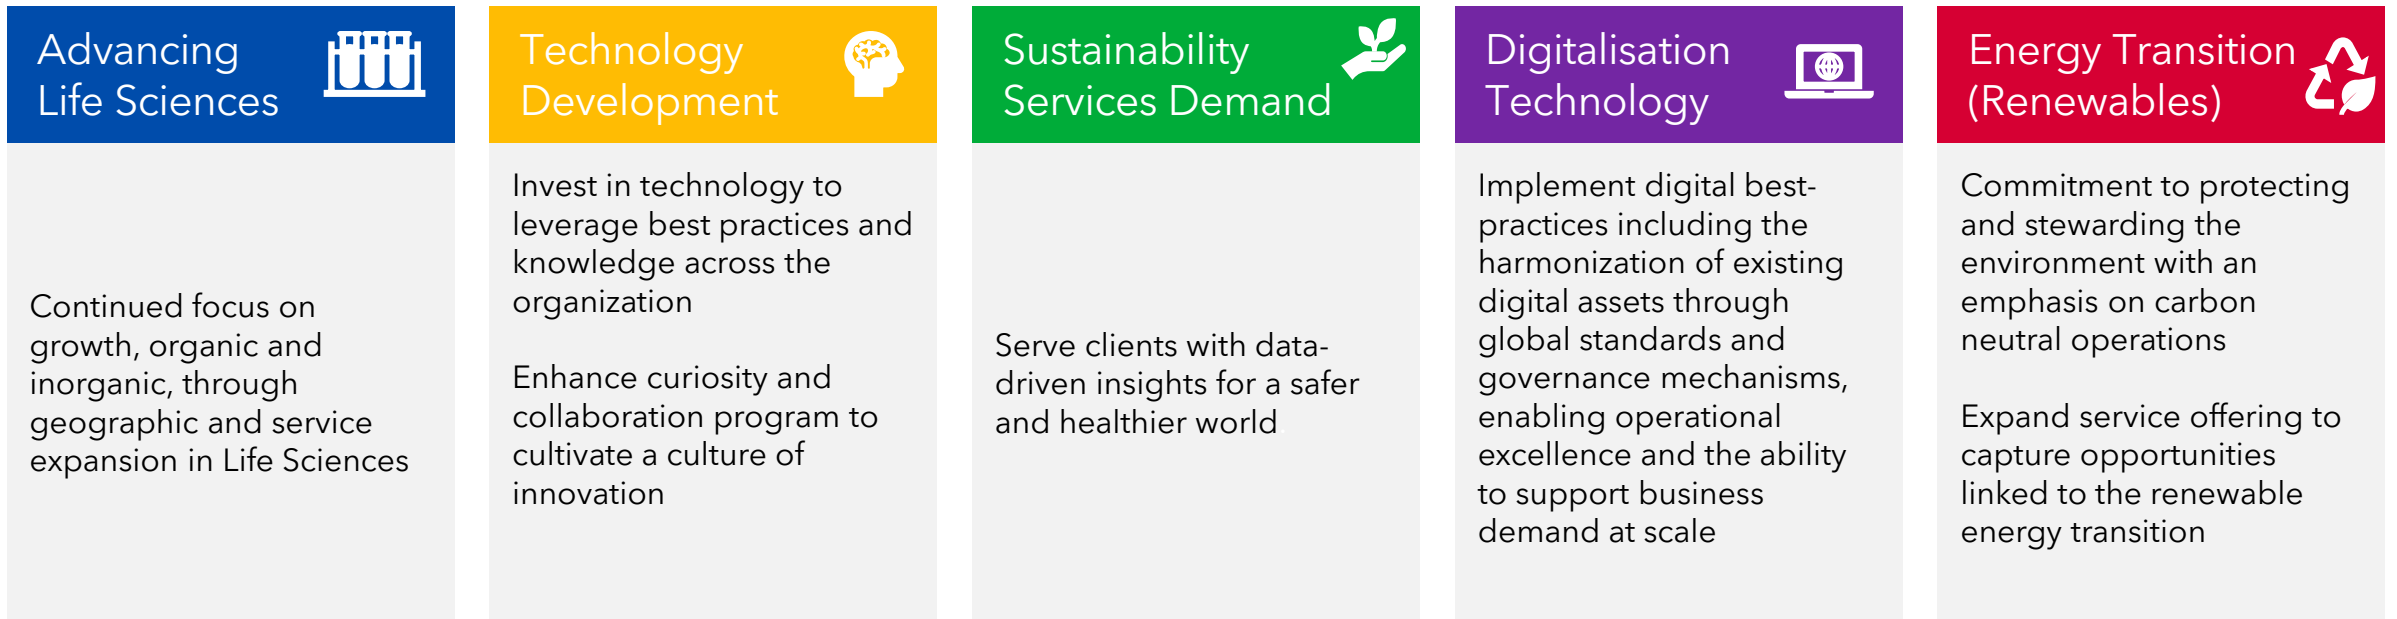 Advancing
Life Sciences
Continued focus on
growth, organic and
inorganic, through
geographic and service
expansion in Life Sciences
Technology
Development
Invest in technology to
leverage best practices and
knowledge across the
organization
Enhance curiosity and
collaboration program to
cultivate a culture of
innovation
Sustainability
Services Demand
Serve clients with data-
driven insights for a safer
and healthier world
Digitalisation
Technology
Implement digital best-
practices including the
harmonization of existing
digital assets through
global standards and
governance mechanisms,
enabling operational
excellence and the ability
to support business
demand at scale
Energy Transition
(Renewables)
Commitment to protecting
and stewarding the
environment with an
emphasis on carbon
neutral operations
Expand service offering to
capture opportunities
linked to the renewable
energy transition